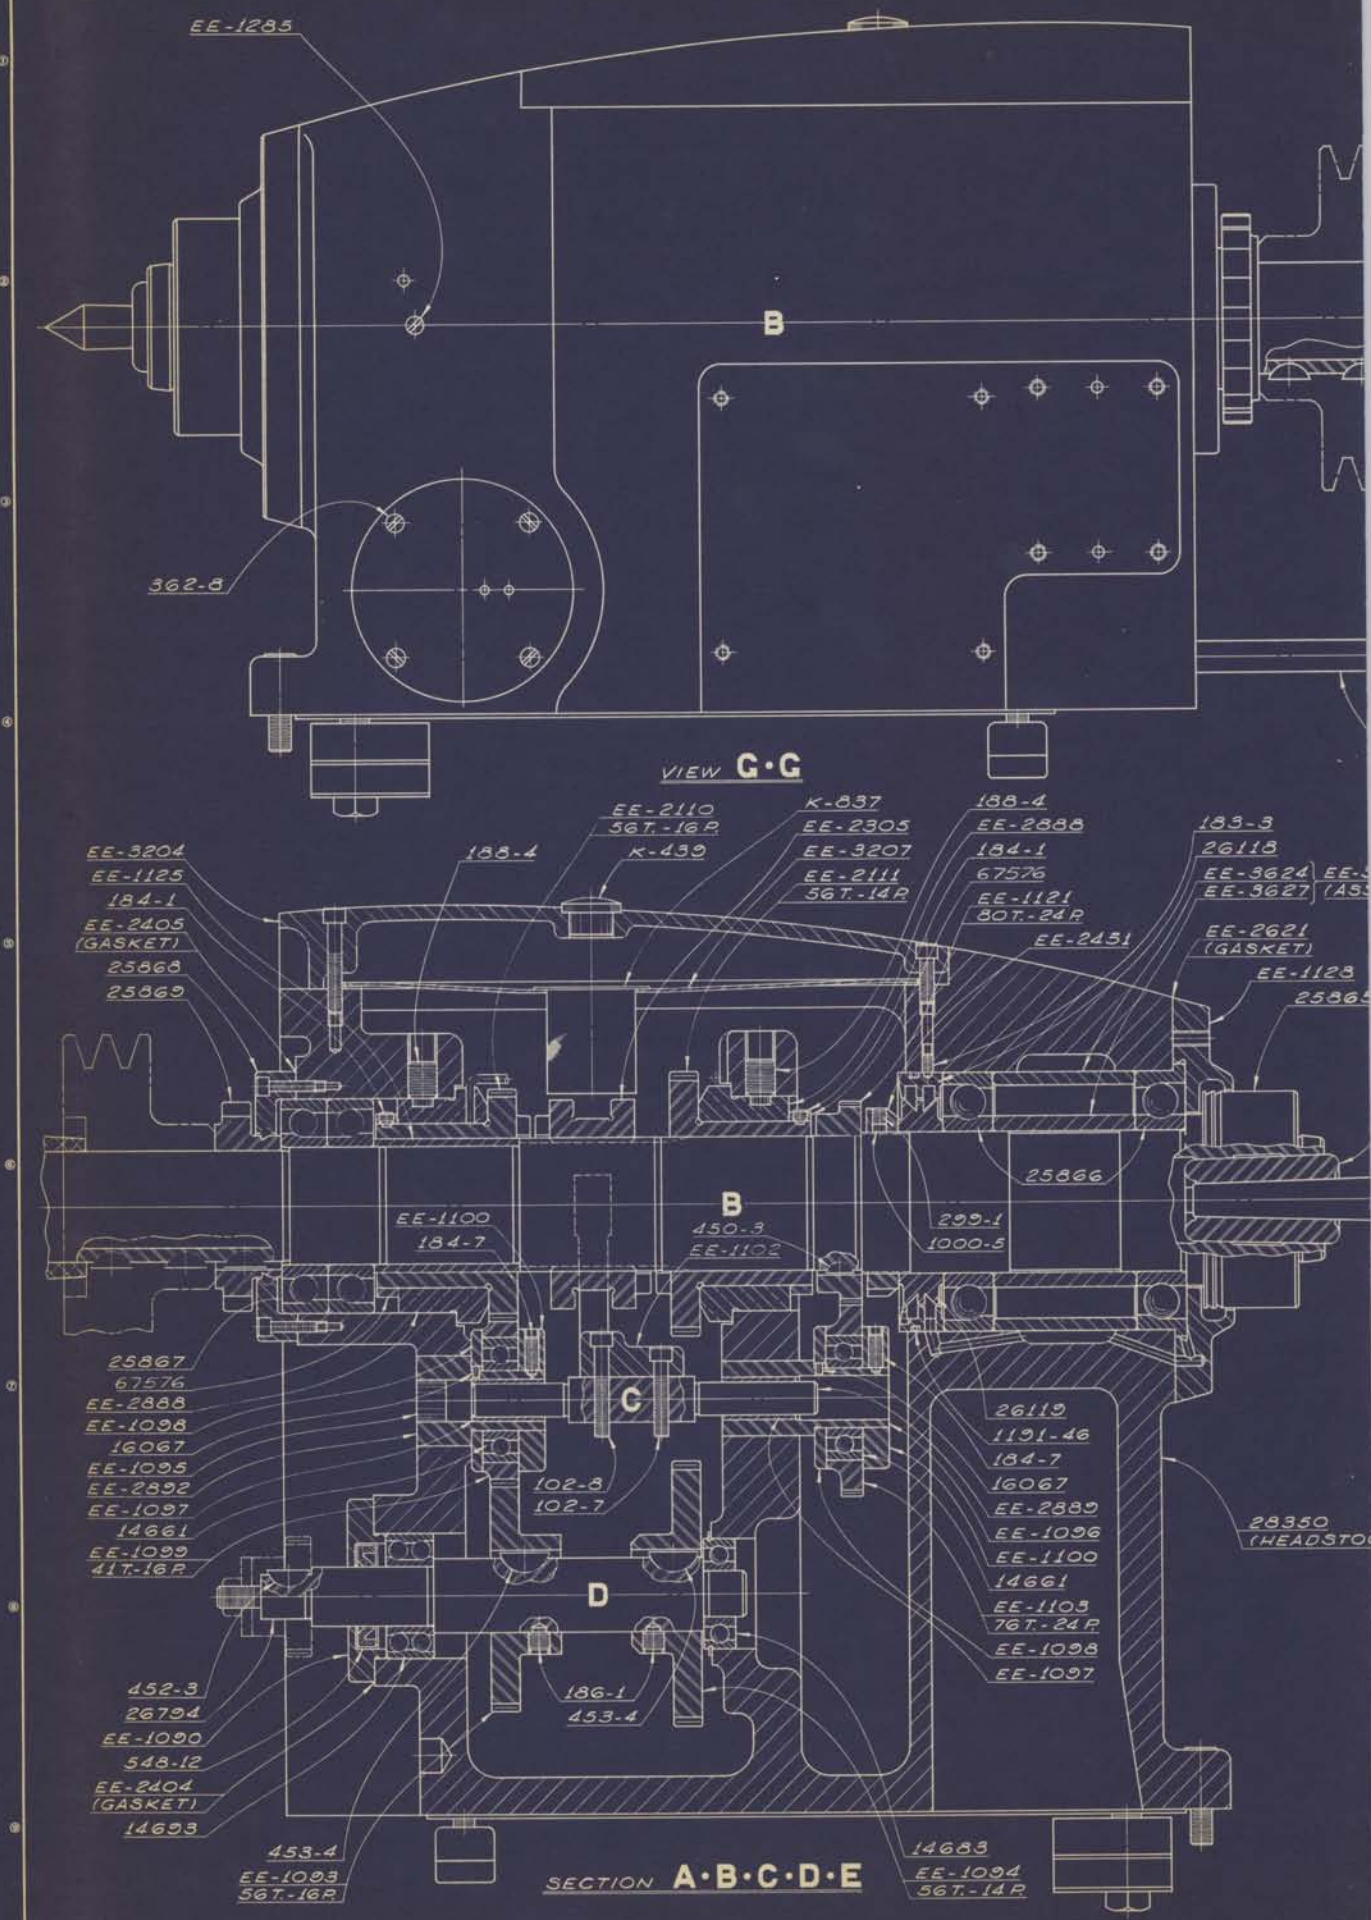 EE-1285
B
362-8
VIEW G·G
EE-2110
56T.-16P.
K-439
K-837
EE-2305
EE-3207
EE-2111
56T.-14P.
188-4
EE-2888
184-1
67576
EE-1121
80T.-24P.
EE-2451
183-3
26118
EE-3624
EE-3627
EE-2621
(GASKET)
EE-1128
25865
EE-3204
EE-1125
184-1
EE-2405
(GASKET)
25868
25869
188-4
B
EE-1100
184-7
450-3
EE-1102
25866
299-1
1000-5
25867
67576
EE-2888
EE-1098
16067
EE-1095
EE-2892
EE-1097
14661
EE-1099
41T.-16P.
C
102-8
102-7
26119
1191-46
184-7
16067
EE-2889
EE-1096
EE-1100
14661
EE-1103
76T.-24P.
EE-1098
EE-1097
28350
D
452-3
26794
EE-1090
548-12
EE-2404
(GASKET)
14693
186-1
453-4
453-4
EE-1093
56T.-16P.
14683
EE-1094
56T.-14P.
SECTION A·B·C·D·E